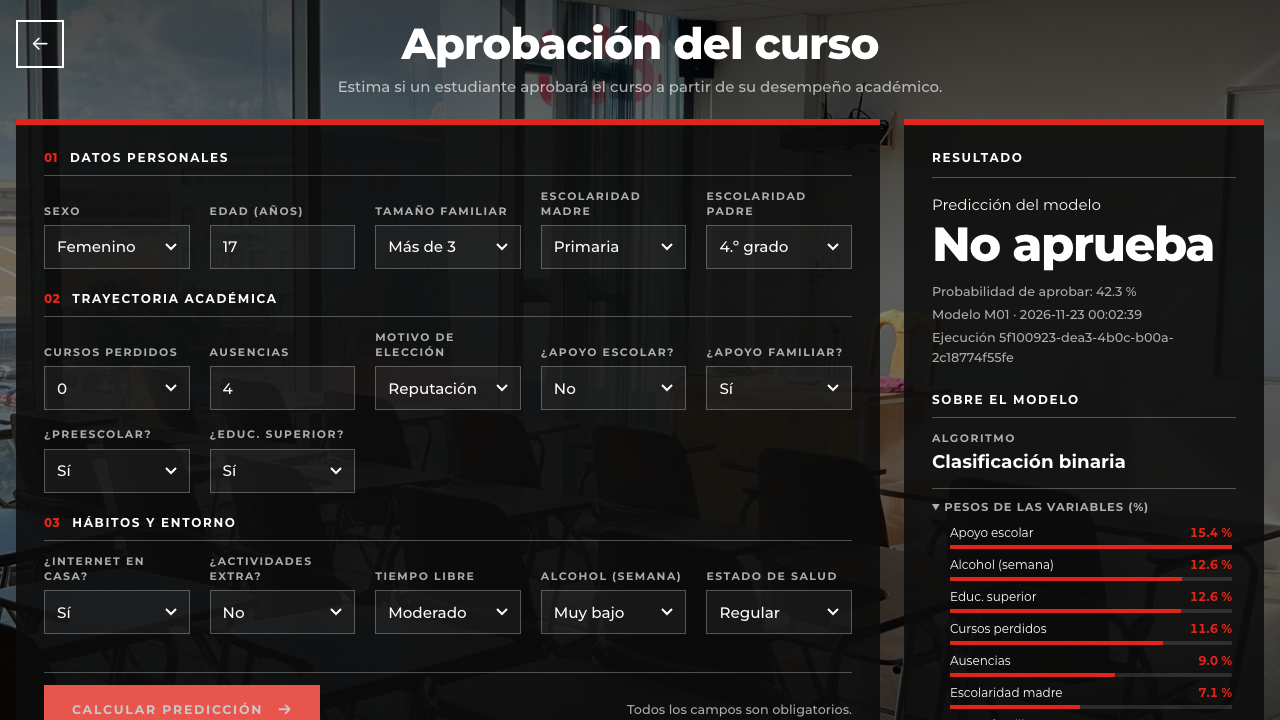 Aprobación del curso
Estima si un estudiante aprobará el curso a partir de su desempeño académico.
01 DATOS PERSONALES
SEXO
EDAD (AÑOS)
TAMAÑO FAMILIAR
ESCOLARIDAD
MADRE
ESCOLARIDAD
PADRE
Femenino
17
Más de 3
Primaria
4.º grado
02 TRAYECTORIA ACADÉMICA
CURSOS PERDIDOS
AUSENCIAS
MOTIVO DE
ELECCIÓN
¿APOYO ESCOLAR?
¿APOYO FAMILIAR?
0
4
Reputación
No
Sí
¿PREESCOLAR?
¿EDUC. SUPERIOR?
Sí
Sí
03 HÁBITOS Y ENTORNO
¿INTERNET EN
CASA?
¿ACTIVIDADES
EXTRA?
TIEMPO LIBRE
ALCOHOL (SEMANA)
ESTADO DE SALUD
Sí
No
Moderado
Muy bajo
Regular
CALCULAR PREDICCIÓN
Todos los campos son obligatorios.
RESULTADO
Predicción del modelo
No aprueba
Probabilidad de aprobar: 42.3 %
Modelo M01 · 2026-11-23 00:02:39
Ejecución 5f100923-dea3-4b0c-b00a-
2c18774f55fe
SOBRE EL MODELO
ALGORITMO
Clasificación binaria
PESOS DE LAS VARIABLES (%)
Apoyo escolar 15.4 %
Alcohol (semana) 12.6 %
Educ. superior 12.6 %
Cursos perdidos 11.6 %
Ausencias 9.0 %
Escolaridad madre 7.1 %